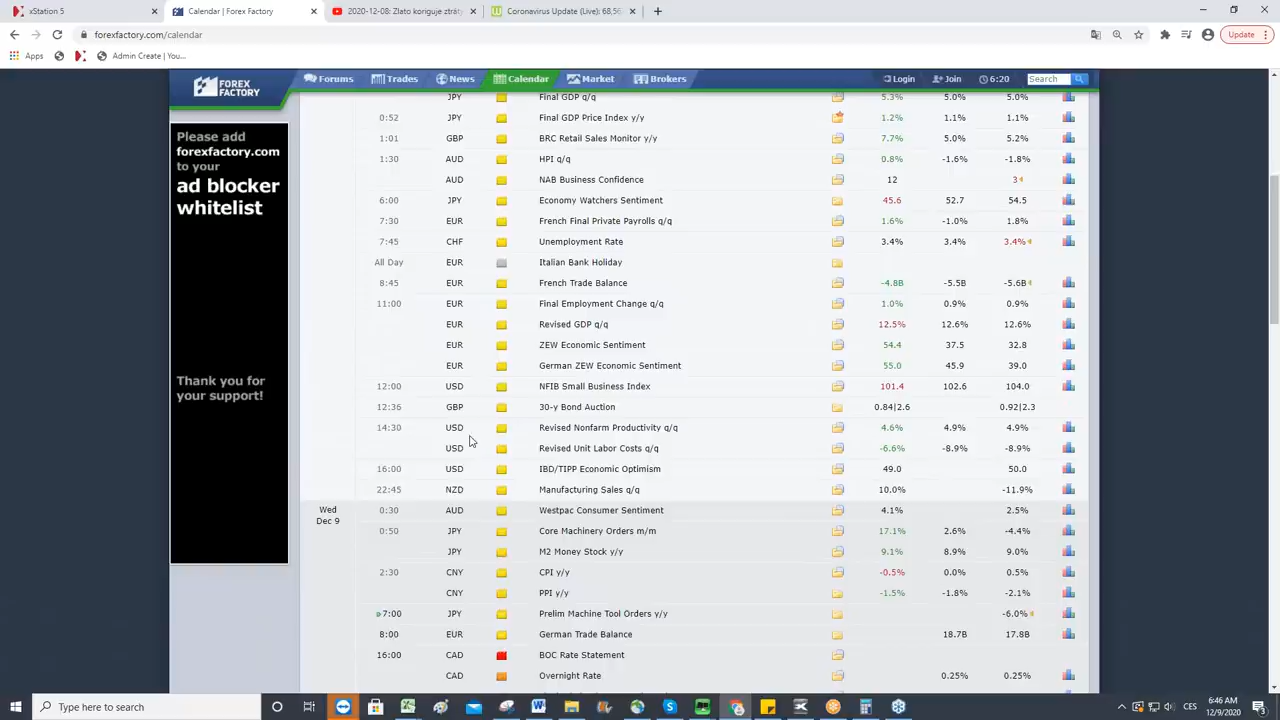 xStation 5
Calendar | Forex Factory
2020-12-08: Zlato koriguje ztráty
Coronavirus Update (Live): 68,56
forexfactory.com/calendar
Update
Apps
Admin Create | You...
FOREX FACTORY
Forums
Trades
News
Calendar
Market
Brokers
Login
Join
6:20
Search
Please add
forexfactory.com
to your
ad blocker
whitelist
Thank you for
your support!
JPY Final GDP q/q 5.3% 5.0% 5.0%
0:52 JPY Final GDP Price Index y/y 1.2% 1.1% 1.1%
1:01 GBP BRC Retail Sales Monitor y/y 7.7% 5.0% 5.2%
1:30 AUD HPI q/q 0.8% -1.6% -1.8%
AUD NAB Business Confidence 12 3
6:00 JPY Economy Watchers Sentiment 45.6 52.7 54.5
7:30 EUR French Final Private Payrolls q/q 1.6% -1.0% 1.8%
7:45 CHF Unemployment Rate 3.4% 3.4% 3.4%
All Day EUR Italian Bank Holiday
8:45 EUR French Trade Balance -4.8B -5.5B -5.6B
11:00 EUR Final Employment Change q/q 1.0% 0.9% 0.9%
EUR Revised GDP q/q 12.5% 12.6% 12.6%
EUR ZEW Economic Sentiment 54.4 37.5 32.8
EUR German ZEW Economic Sentiment 55.0 45.9 39.0
12:00 USD NFIB Small Business Index 101.4 102.6 104.0
12:36 GBP 30-y Bond Auction 0.84|2.6 0.92|2.3
14:30 USD Revised Nonfarm Productivity q/q 4.6% 4.9% 4.9%
USD Revised Unit Labor Costs q/q -6.6% -8.9% -8.9%
16:00 USD IBD/TIPP Economic Optimism 49.0 50.0
22:45 NZD Manufacturing Sales q/q 10.0% -11.9%
Wed
Dec 9
0:30 AUD Westpac Consumer Sentiment 4.1% 2.5%
0:50 JPY Core Machinery Orders m/m 17.1% 2.6% -4.4%
JPY M2 Money Stock y/y 9.1% 8.9% 9.0%
2:30 CNY CPI y/y -0.5% 0.0% 0.5%
CNY PPI y/y -1.5% -1.8% -2.1%
7:00 JPY Prelim Machine Tool Orders y/y -6.0%
8:00 EUR German Trade Balance 18.7B 17.8B
16:00 CAD BOC Rate Statement
CAD Overnight Rate 0.25% 0.25%
Type here to search
CES
6:46 AM
12/9/2020